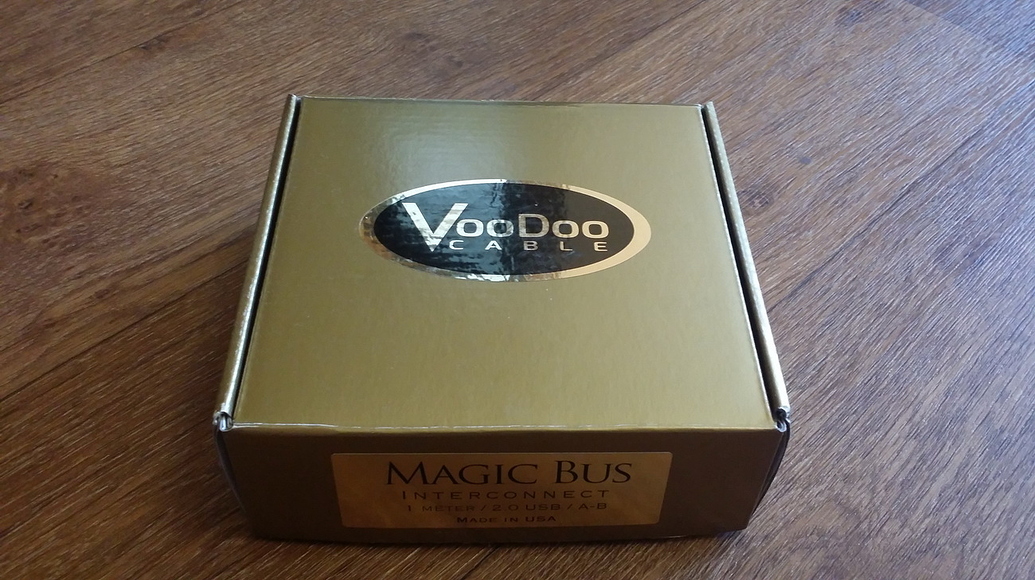 VOODOO
CABLE
MAGIC BUS
INTERCONNECT
1 METER / 2.0 USB / A-B
MADE IN USA